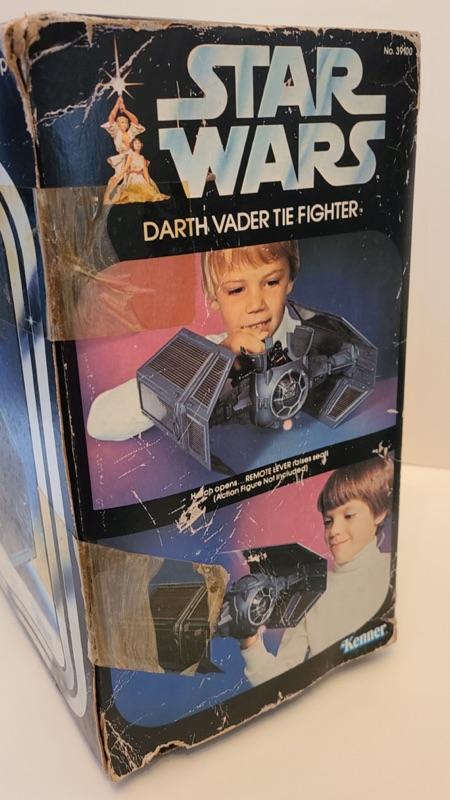 No. 39100
STAR
WARS
DARTH VADER TIE FIGHTER
Hatch opens... REMOTE LEVER raises seat!
(Action Figure Not Included)
Kenner